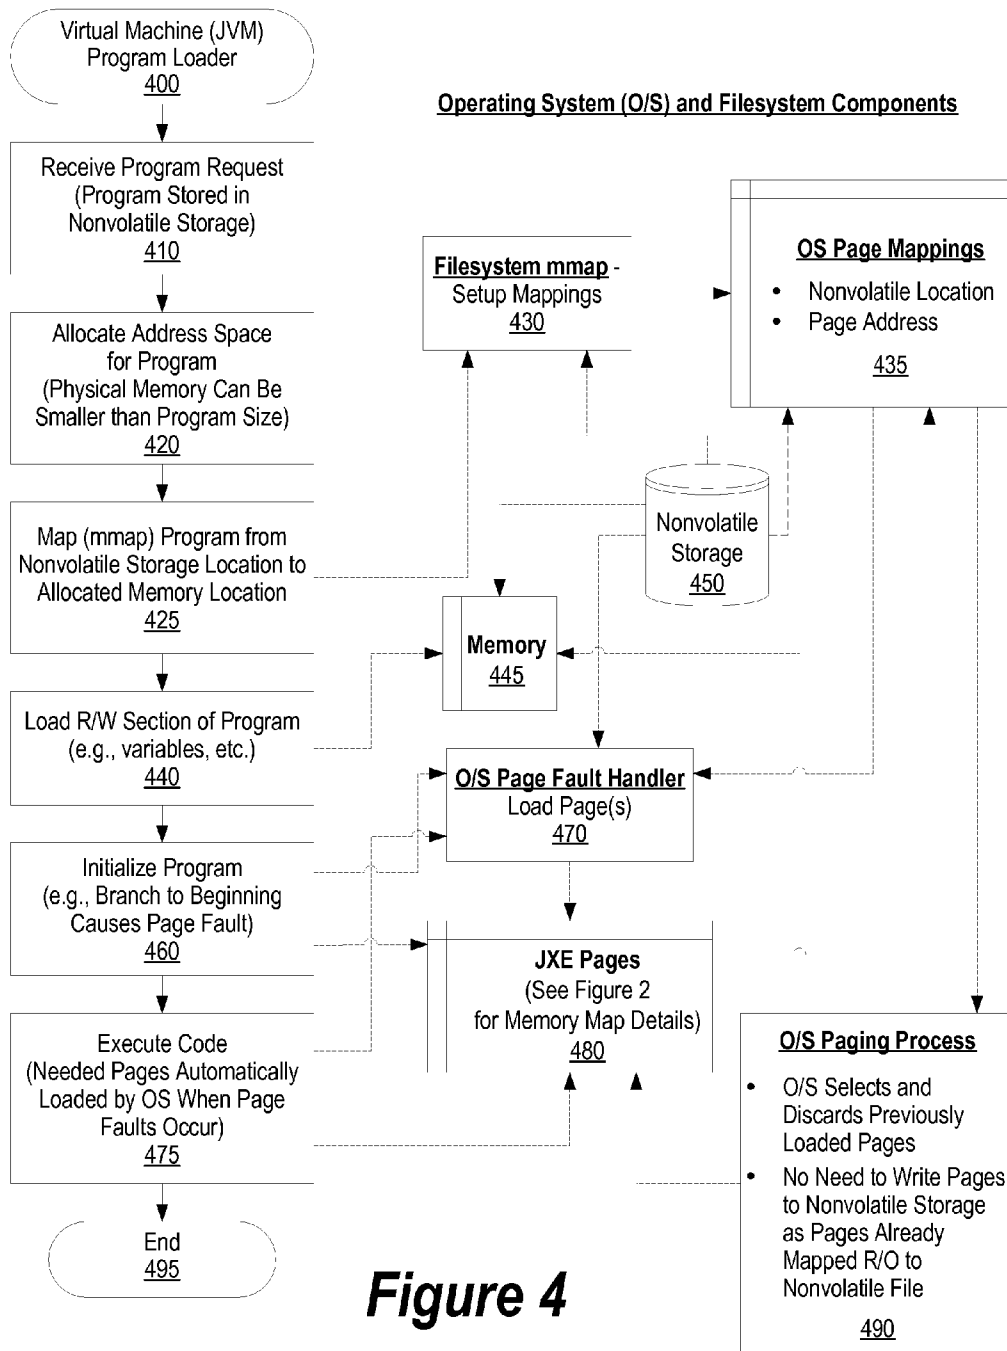 Virtual Machine (JVM)
Program Loader
400
Operating System (O/S) and Filesystem Components
Receive Program Request
(Program Stored in
Nonvolatile Storage)
410
Allocate Address Space
for Program
(Physical Memory Can Be
Smaller than Program Size)
420
Map (mmap) Program from
Nonvolatile Storage Location to
Allocated Memory Location
425
Load R/W Section of Program
(e.g., variables, etc.)
440
Initialize Program
(e.g., Branch to Beginning
Causes Page Fault)
460
Execute Code
(Needed Pages Automatically
Loaded by OS When Page
Faults Occur)
475
End
495
Filesystem mmap -
Setup Mappings
430
OS Page Mappings
• Nonvolatile Location
• Page Address
435
Nonvolatile
Storage
450
Memory
445
O/S Page Fault Handler
Load Page(s)
470
JXE Pages
(See Figure 2
for Memory Map Details)
480
O/S Paging Process
• O/S Selects and
Discards Previously
Loaded Pages
• No Need to Write Pages
to Nonvolatile Storage
as Pages Already
Mapped R/O to
Nonvolatile File
490
Figure 4